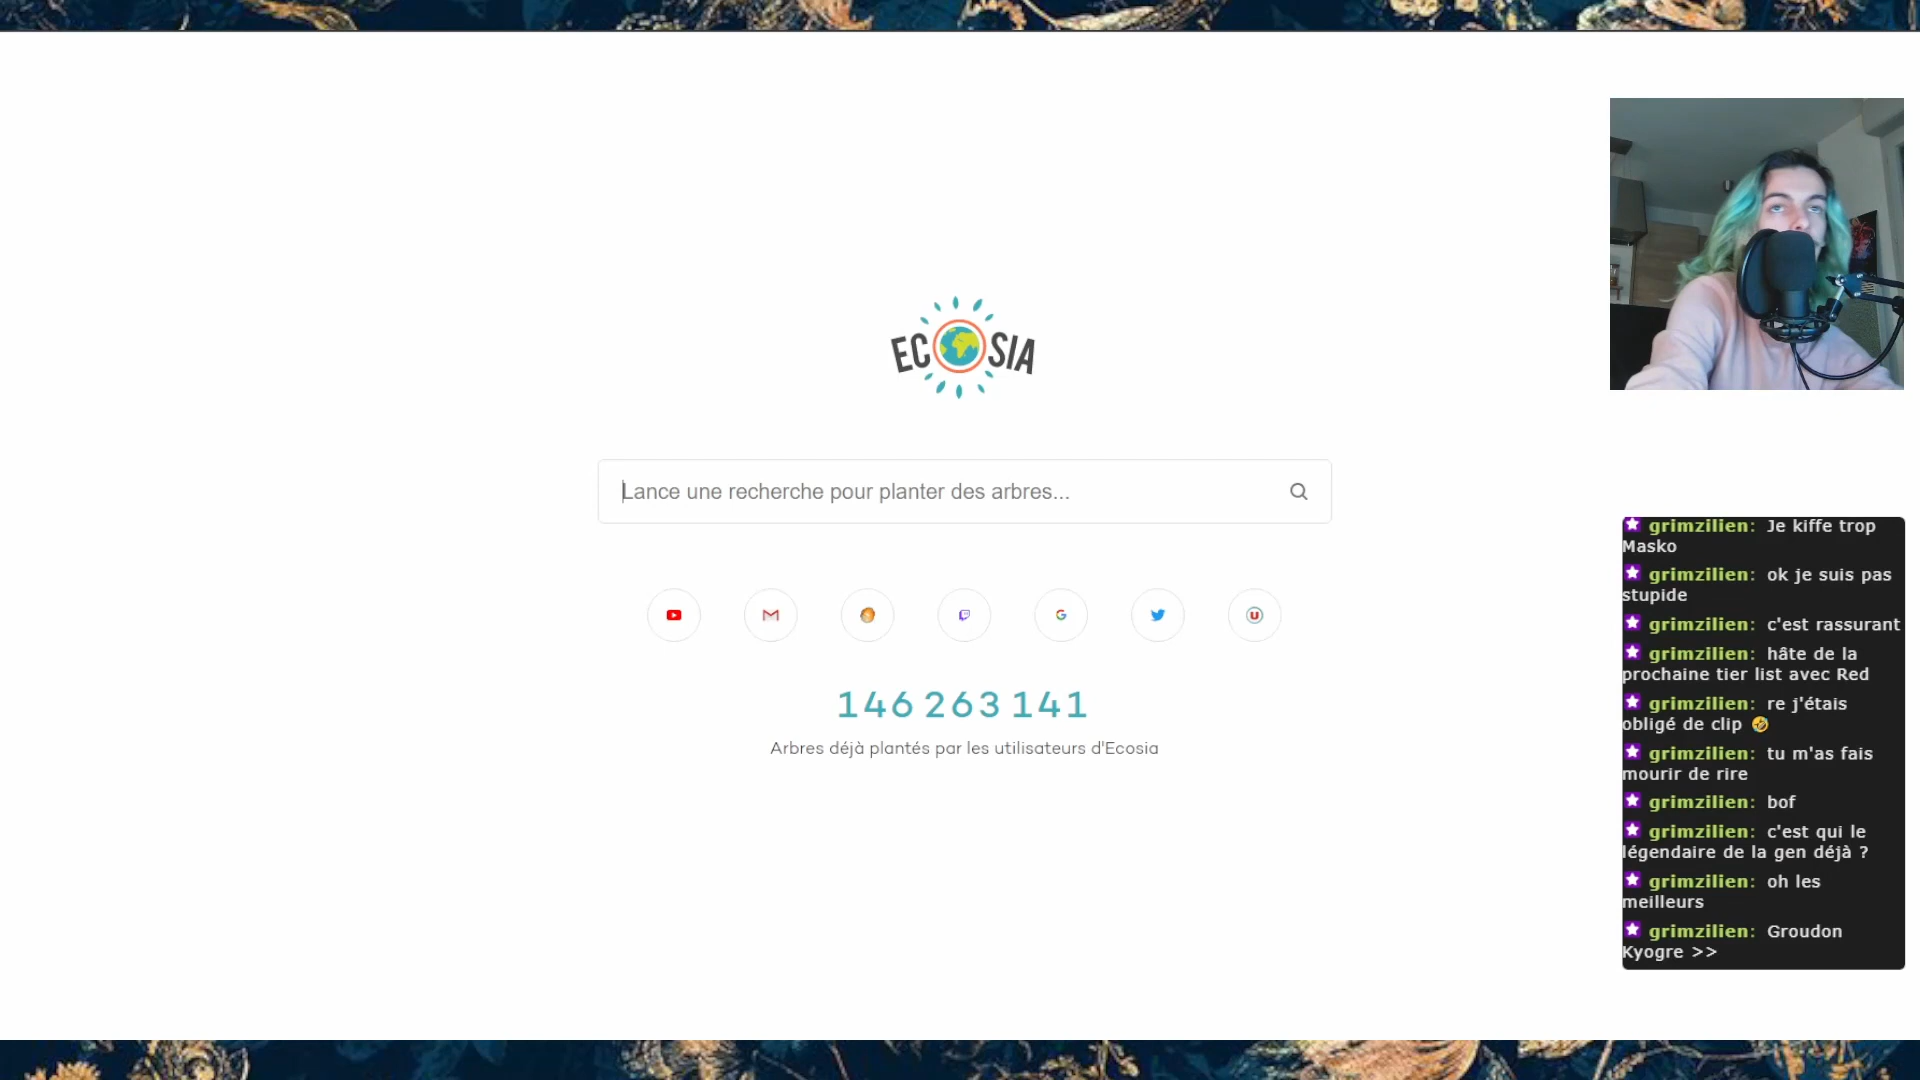 ECOSIA
Lance une recherche pour planter des arbres...
146 263 141
Arbres déjà plantés par les utilisateurs d'Ecosia
grimzilien: Je kiffe trop
Masko
grimzilien: ok je suis pas
stupide
grimzilien: c'est rassurant
grimzilien: hâte de la
prochaine tier list avec Red
grimzilien: re j'étais
obligé de clip 🤣
grimzilien: tu m'as fais
mourir de rire
grimzilien: bof
grimzilien: c'est qui le
légendaire de la gen déjà ?
grimzilien: oh les
meilleurs
grimzilien: Groudon
Kyogre >>